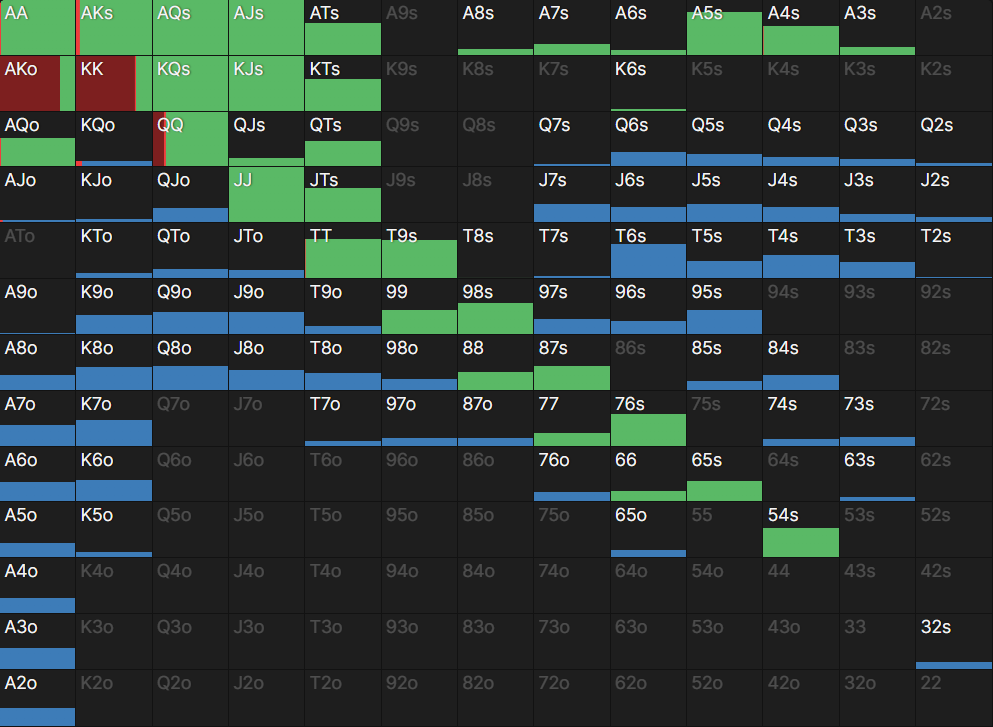 AA AKs AQs AJs ATs A9s A8s A7s A6s A5s A4s A3s A2s
AKo KK KQs KJs KTs K9s K8s K7s K6s K5s K4s K3s K2s
AQo KQo QQ QJs QTs Q9s Q8s Q7s Q6s Q5s Q4s Q3s Q2s
AJo KJo QJo JJ JTs J9s J8s J7s J6s J5s J4s J3s J2s
ATo KTo QTo JTo TT T9s T8s T7s T6s T5s T4s T3s T2s
A9o K9o Q9o J9o T9o 99 98s 97s 96s 95s 94s 93s 92s
A8o K8o Q8o J8o T8o 98o 88 87s 86s 85s 84s 83s 82s
A7o K7o Q7o J7o T7o 97o 87o 77 76s 75s 74s 73s 72s
A6o K6o Q6o J6o T6o 96o 86o 76o 66 65s 64s 63s 62s
A5o K5o Q5o J5o T5o 95o 85o 75o 65o 55 54s 53s 52s
A4o K4o Q4o J4o T4o 94o 84o 74o 64o 54o 44 43s 42s
A3o K3o Q3o J3o T3o 93o 83o 73o 63o 53o 43o 33 32s
A2o K2o Q2o J2o T2o 92o 82o 72o 62o 52o 42o 32o 22